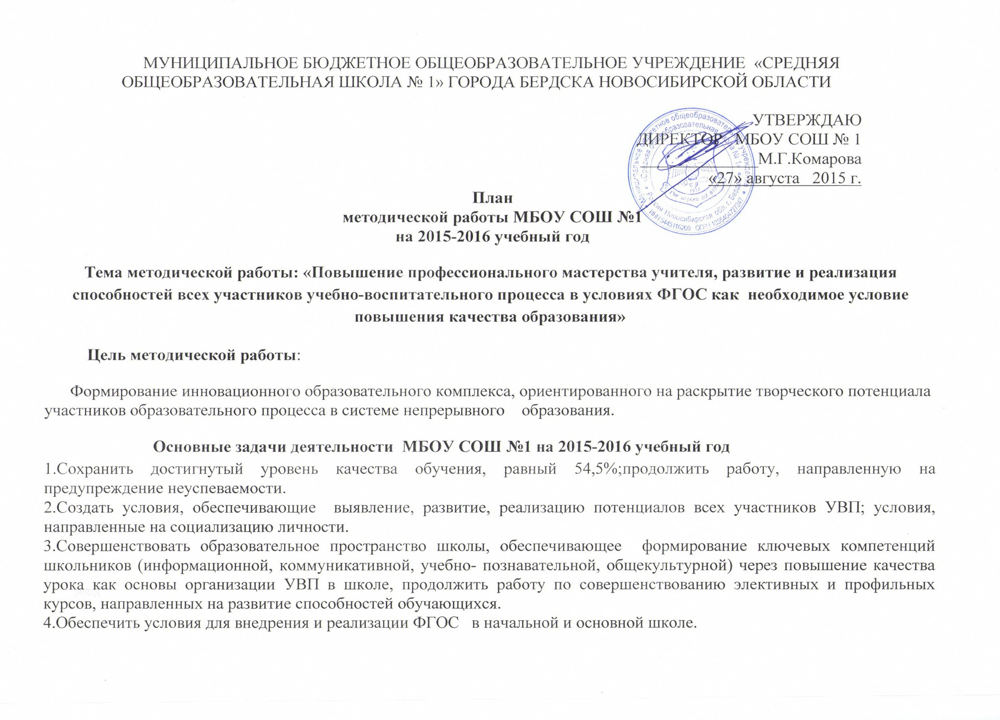 МУНИЦИПАЛЬНОЕ БЮДЖЕТНОЕ ОБЩЕОБРАЗОВАТЕЛЬНОЕ УЧРЕЖДЕНИЕ «СРЕДНЯЯ
ОБЩЕОБРАЗОВАТЕЛЬНАЯ ШКОЛА № 1» ГОРОДА БЕРДСКА НОВОСИБИРСКОЙ ОБЛАСТИ
УТВЕРЖДАЮ
ДИРЕКТОР МБОУ СОШ № 1
М.Г.Комарова
«27» августа 2015 г.
Муниципальное бюджетное общеобразовательное учреждение
«Средняя общеобразовательная школа № 1»
Россия Новосибирская обл. г. Бердск
ИНН 5445116200 ОГРН 1035404727247
1937
Per aspera ad astra
План
методической работы МБОУ СОШ №1
на 2015-2016 учебный год
Тема методической работы: «Повышение профессионального мастерства учителя, развитие и реализация
способностей всех участников учебно-воспитательного процесса в условиях ФГОС как необходимое условие
повышения качества образования»
Цель методической работы:
Формирование инновационного образовательного комплекса, ориентированного на раскрытие творческого потенциала
участников образовательного процесса в системе непрерывного образования.
Основные задачи деятельности МБОУ СОШ №1 на 2015-2016 учебный год
1.Сохранить достигнутый уровень качества обучения, равный 54,5%;продолжить работу, направленную на
предупреждение неуспеваемости.
2.Создать условия, обеспечивающие выявление, развитие, реализацию потенциалов всех участников УВП; условия,
направленные на социализацию личности.
3.Совершенствовать образовательное пространство школы, обеспечивающее формирование ключевых компетенций
школьников (информационной, коммуникативной, учебно- познавательной, общекультурной) через повышение качества
урока как основы организации УВП в школе, продолжить работу по совершенствованию элективных и профильных
курсов, направленных на развитие способностей обучающихся.
4.Обеспечить условия для внедрения и реализации ФГОС в начальной и основной школе.